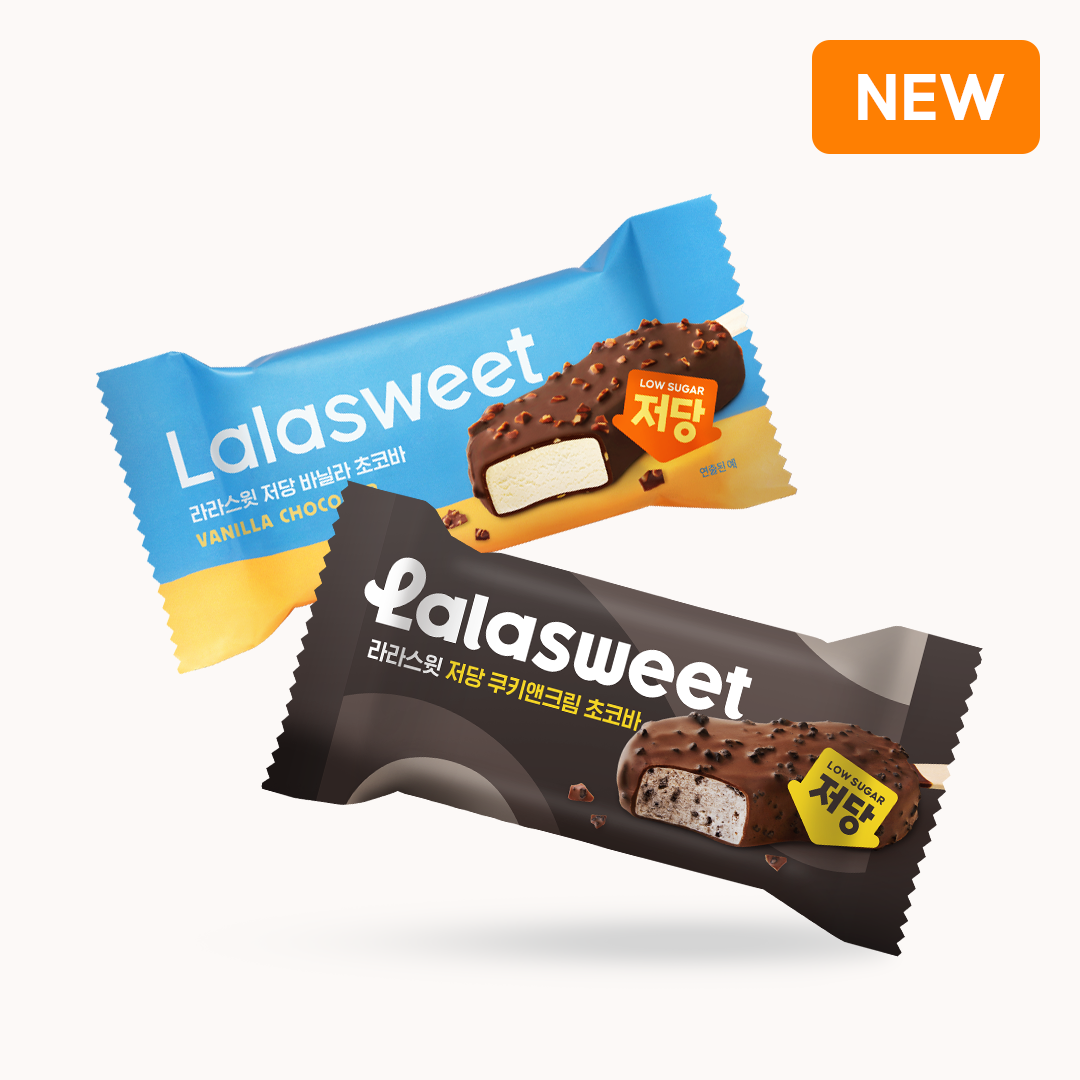 NEW
Lalasweet
라라스윗 저당 바닐라 초코바
VANILLA CHOCO
LOW SUGAR
저당
연출된 예
Lalasweet
라라스윗 저당 쿠키앤크림 초코바
LOW SUGAR
저당